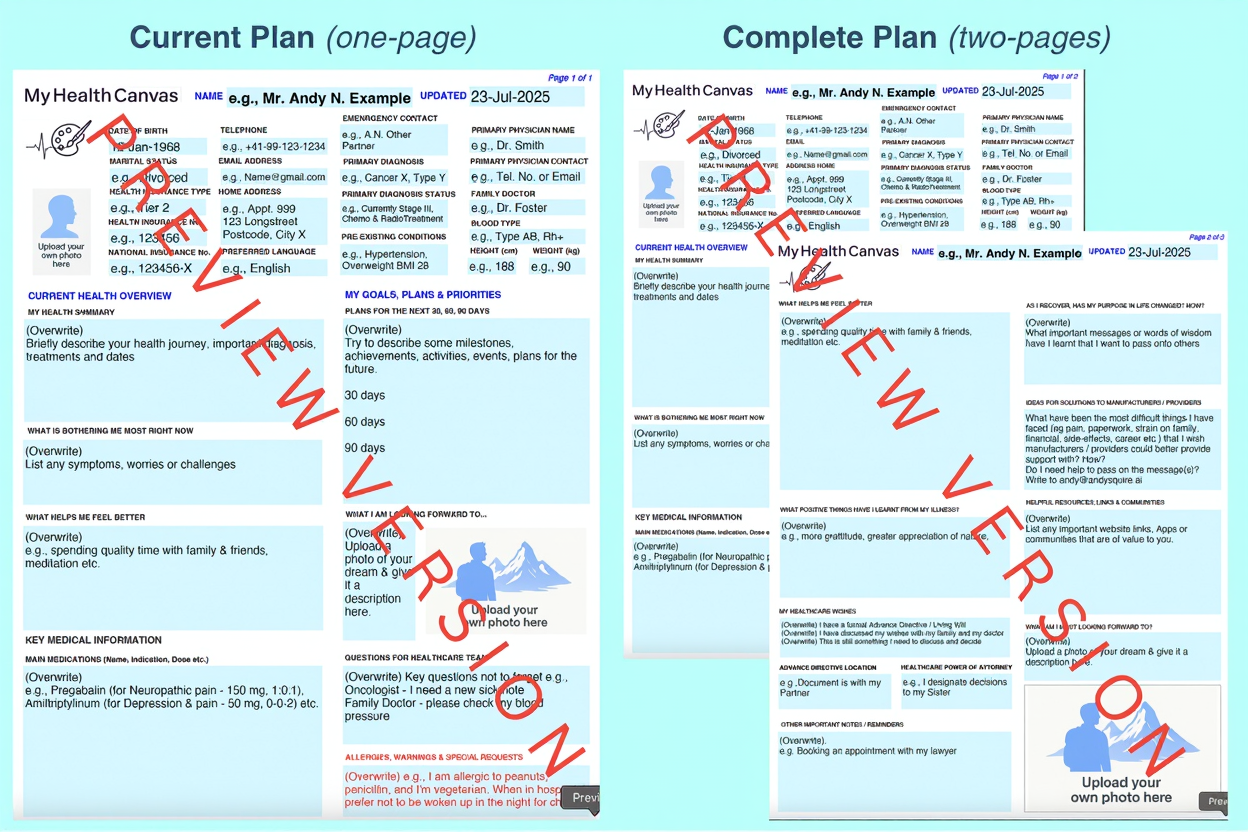 Current Plan (one-page)
Page 1 of 1
My Health Canvas
NAME e.g., Mr. Andy N. Example UPDATED 23-Jul-2025
DATE OF BIRTH
-Jan-1968
MARITAL STATUS
e.g., Divorced
HEALTH INSURANCE TYPE
e.g., Tier 2
HEALTH INSURANCE No.
e.g., 123456
NATIONAL INSURANCE No.
e.g., 123456-X
Upload your
own photo
here
TELEPHONE
e.g., +41-99-123-1234
EMAIL ADDRESS
e.g., Name@gmail.com
HOME ADDRESS
e.g., Appt. 999
123 Longstreet
Postcode, City X
PREFERRED LANGUAGE
e.g., English
EMENRGENCY CONTACT
e.g., A.N. Other
Partner
PRIMARY DIAGNOSIS
e.g., Cancer X, Type Y
PRIMARY DIAGNOSIS STATUS
e.g., Currently Stage III,
Chemo & RadioTreatment
PRE-EXISTING CONDITIONS
e.g., Hypertension,
Overweight BMI 28
PRIMARY PHYSICIAN NAME
e.g., Dr. Smith
PRIMARY PHYSICIAN CONTACT
e.g., Tel. No. or Email
FAMILY DOCTOR
e.g., Dr. Foster
BLOOD TYPE
e.g., Type AB, Rh+
HEIGHT (cm) WEIGHT (kg)
e.g., 188 e.g., 90
CURRENT HEALTH OVERVIEW
MY HEALTH SUMMARY
(Overwrite)
Briefly describe your health journey, important diagnosis,
treatments and dates
WHAT IS BOTHERING ME MOST RIGHT NOW
(Overwrite)
List any symptoms, worries or challenges
WHAT HELPS ME FEEL BETTER
(Overwrite)
e.g., spending quality time with family & friends,
meditation etc.
KEY MEDICAL INFORMATION
MAIN MEDICATIONS (Name, Indication, Dose etc.)
(Overwrite)
e.g., Pregabalin (for Neuropathic pain - 150 mg, 1:0:1),
Amiltriptylinum (for Depression & pain - 50 mg, 0-0-2) etc.
MY GOALS, PLANS & PRIORITIES
PLANS FOR THE NEXT 30, 60, 90 DAYS
(Overwrite)
Try to describe some milestones,
achievements, activities, events, plans for the
future.
30 days
60 days
90 days
WHAT I AM LOOKING FORWARD TO...
(Overwrite)
Upload a
photo of your
dream & give
it a
description
here.
Upload your
own photo here
QUESTIONS FOR HEALTHCARE TEAM
(Overwrite) Key questions not to forget e.g.,
Oncologist - I need a new sick note
Family Doctor - please check my blood
pressure
ALLERGIES, WARNINGS & SPECIAL REQUESTS
(Overwrite) e.g., I am allergic to peanuts,
penicillin, and I'm vegetarian. When in hosp
prefer not to be woken up in the night for ch
Previ
PREVIEW VERSION
Complete Plan (two-pages)
Page 1 of 2
My Health Canvas
NAME e.g., Mr. Andy N. Example UPDATED 23-Jul-2025
DATE OF BIRTH
-Jan-1968
MARITAL STATUS
e.g., Divorced
HEALTH INSURANCE TYPE
e.g., Ti
HEALTH INSURANCE No.
e.g., 123456
NATIONAL INSURANCE No.
e.g., 123456-X
Upload your
own photo
here
TELEPHONE
e.g., +41-99-123-1234
EMAIL
e.g., Name@gmail.com
ADDRESS HOME
e.g., Appt. 999
123 Longstreet
Postcode, City X
PREFERRED LANGUAGE
e.g., English
EMENRGENCY CONTACT
e.g., A.N. Other
Partner
PRIMARY DIAGNOSIS
e.g., Cancer X, Type Y
PRIMARY DIAGNOSIS STATUS
e.g., Currently Stage III,
Chemo & RadioTreatment
PRE-EXISTING CONDITIONS
e.g., Hypertension,
Overweight BMI 28
PRIMARY PHYSICIAN NAME
e.g., Dr. Smith
PRIMARY PHYSICIAN CONTACT
e.g., Tel. No. or Email
FAMILY DOCTOR
e.g., Dr. Foster
BLOOD TYPE
e.g., Type AB, Rh+
HEIGHT (cm) WEIGHT (kg)
e.g., 188 e.g., 90
CURRENT HEALTH OVERVIEW
MY HEALTH SUMMARY
(Overwrite)
Briefly describe your health journe
treatments and dates
WHAT IS BOTHERING ME MOST RIGHT NOW
(Overwrite)
List any symptoms, worries or cha
KEY MEDICAL INFORMATION
MAIN MEDICATIONS (Name, Indication, Dose e
(Overwrite)
e.g., Pregabalin (for Neuropathic p
Amiltriptylinum (for Depression & p
Page 2 of
My Health Canvas
NAME e.g., Mr. Andy N. Example UPDATED 23-Jul-2025
WHAT HELPS ME FEEL BETTER
(Overwrite)
e.g., spending quality time with family & friends,
meditation etc.
WHAT POSITIVE THINGS HAVE I LEARNT FROM MY ILLNESS?
(Overwrite)
e.g., more gratitude, greater appreciation of nature,
MY HEALTHCARE WISHES
(Overwrite) I have a formal Advance Directive / Living Will
(Overwrite) I have discussed my wishes with my family and my doctor
(Overwrite) This is still something I need to discuss and decide
ADVANCE DIRECTIVE LOCATION
e.g .Document is with my
Partner
HEALTHCARE POWER OF ATTORNEY
e.g., I designate decisions
to my Sister
OTHER IMPORTANT NOTES / REMINDERS
(Overwrite).
e.g. Booking an appointment with my lawyer
AS I RECOVER, HAS MY PURPOSE IN LIFE CHANGED? HOW?
(Overwrite)
What important messages or words of wisdom
have I learnt that I want to pass onto others
IDEAS FOR SOLUTIONS TO MANUFACTURERS / PROVIDERS
What have been the most difficult things I have
faced (eg pain, paperwork, strain on family,
financial, side-effects, career etc ) that I wish
manufacturers / providers could better provide
support with? How?
Do I need help to pass on the message(s)?
Write to andy@andysquire.ai
HELPFUL RESOURCES, LINKS & COMMUNITIES
(Overwrite)
List any important website links, Apps or
communities that are of value to you.
LOOKING FORWARD TO?
(Overwrite)
Upload a photo of your dream & give it a
description here.
Upload your
own photo here
Prev
PREVIEW VERSION